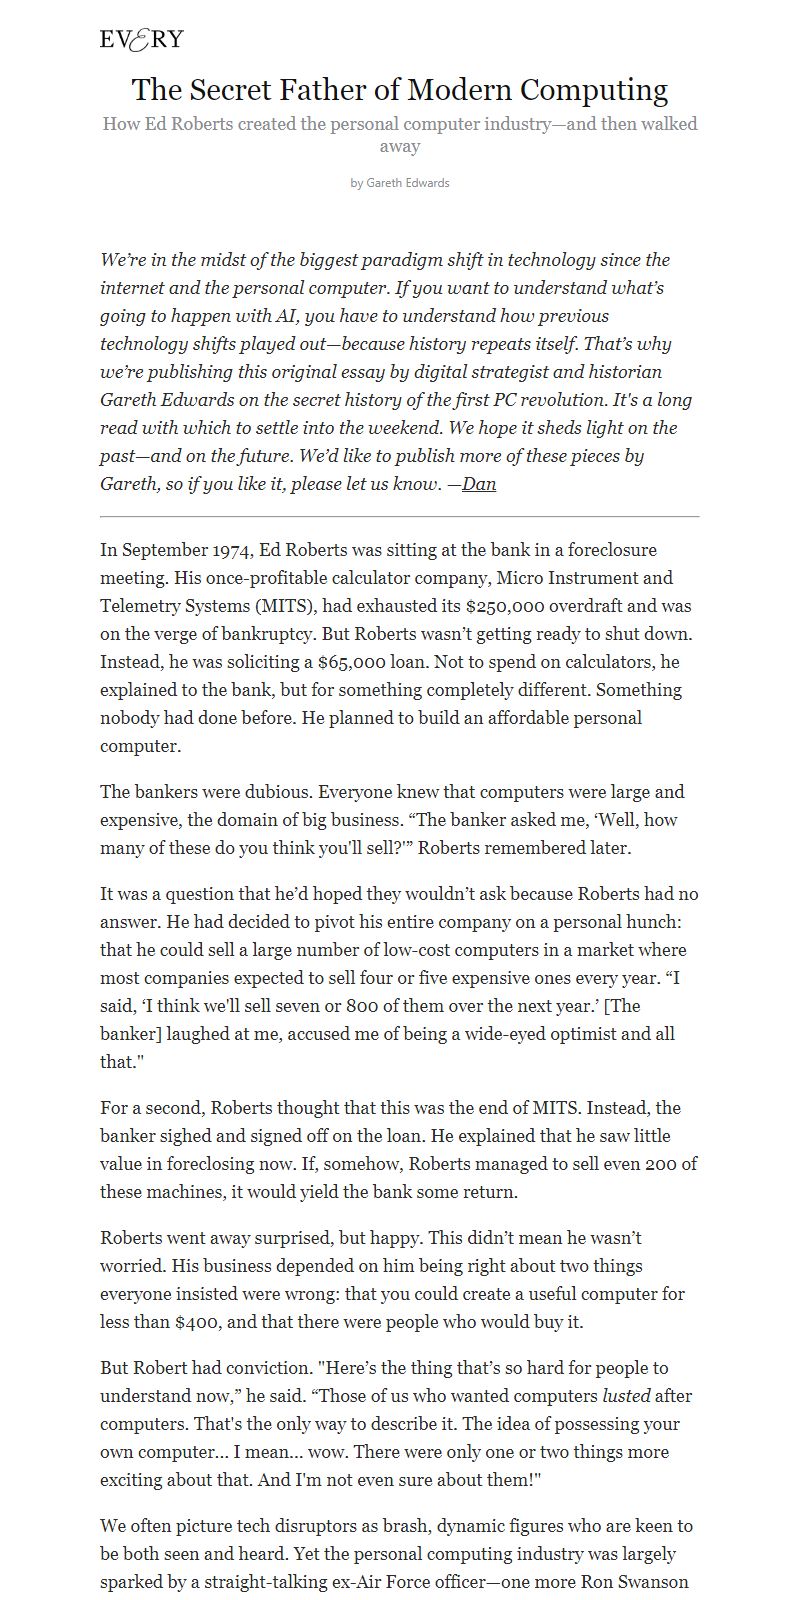 EVERY
The Secret Father of Modern Computing
How Ed Roberts created the personal computer industry—and then walked
away
by Gareth Edwards
We’re in the midst of the biggest paradigm shift in technology since the
internet and the personal computer. If you want to understand what’s
going to happen with AI, you have to understand how previous
technology shifts played out—because history repeats itself. That’s why
we’re publishing this original essay by digital strategist and historian
Gareth Edwards on the secret history of the first PC revolution. It's a long
read with which to settle into the weekend. We hope it sheds light on the
past—and on the future. We’d like to publish more of these pieces by
Gareth, so if you like it, please let us know. —Dan
In September 1974, Ed Roberts was sitting at the bank in a foreclosure
meeting. His once-profitable calculator company, Micro Instrument and
Telemetry Systems (MITS), had exhausted its $250,000 overdraft and was
on the verge of bankruptcy. But Roberts wasn’t getting ready to shut down.
Instead, he was soliciting a $65,000 loan. Not to spend on calculators, he
explained to the bank, but for something completely different. Something
nobody had done before. He planned to build an affordable personal
computer.
The bankers were dubious. Everyone knew that computers were large and
expensive, the domain of big business. “The banker asked me, ‘Well, how
many of these do you think you'll sell?'” Roberts remembered later.
It was a question that he’d hoped they wouldn’t ask because Roberts had no
answer. He had decided to pivot his entire company on a personal hunch:
that he could sell a large number of low-cost computers in a market where
most companies expected to sell four or five expensive ones every year. “I
said, ‘I think we'll sell seven or 800 of them over the next year.’ [The
banker] laughed at me, accused me of being a wide-eyed optimist and all
that."
For a second, Roberts thought that this was the end of MITS. Instead, the
banker sighed and signed off on the loan. He explained that he saw little
value in foreclosing now. If, somehow, Roberts managed to sell even 200 of
these machines, it would yield the bank some return.
Roberts went away surprised, but happy. This didn’t mean he wasn’t
worried. His business depended on him being right about two things
everyone insisted were wrong: that you could create a useful computer for
less than $400, and that there were people who would buy it.
But Robert had conviction. "Here’s the thing that’s so hard for people to
understand now,” he said. “Those of us who wanted computers lusted after
computers. That's the only way to describe it. The idea of possessing your
own computer... I mean... wow. There were only one or two things more
exciting about that. And I'm not even sure about them!"
We often picture tech disruptors as brash, dynamic figures who are keen to
be both seen and heard. Yet the personal computing industry was largely
sparked by a straight-talking ex-Air Force officer—one more Ron Swanson